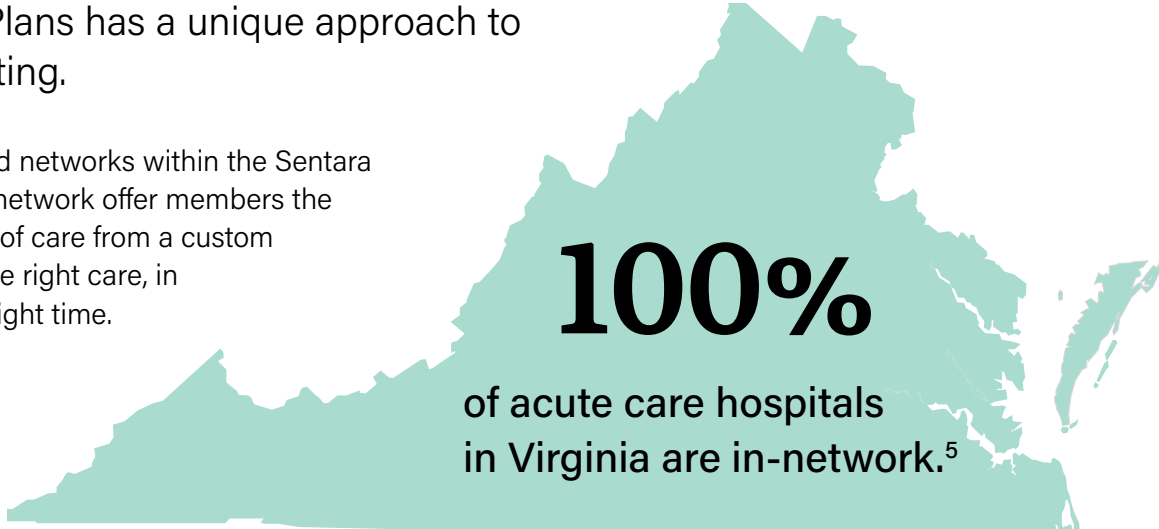 Plans has a unique approach to
ting.
d networks within the Sentara
network offer members the
of care from a custom
e right care, in
ight time.
100%
of acute care hospitals
in Virginia are in-network.5